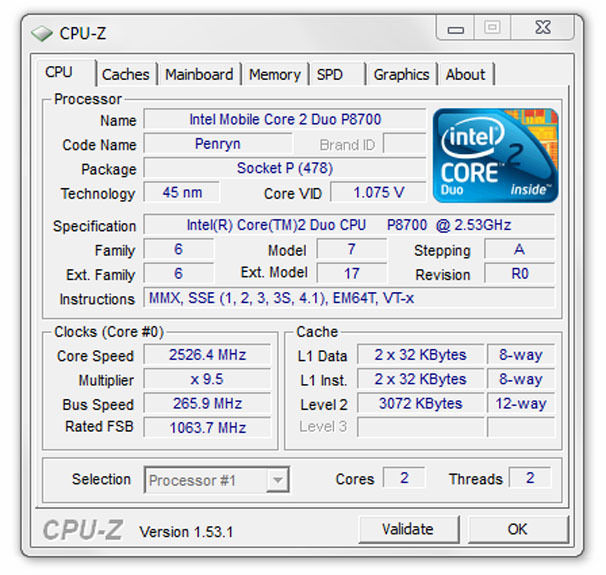 CPU-Z
CPU Caches Mainboard Memory SPD Graphics About
Processor
Name Intel Mobile Core 2 Duo P8700
Code Name Penryn Brand ID
Package Socket P (478)
Technology 45 nm Core VID 1.075 V
intel CORE 2 Duo inside™
Specification Intel(R) Core(TM)2 Duo CPU P8700 @ 2.53GHz
Family 6 Model 7 Stepping A
Ext. Family 6 Ext. Model 17 Revision R0
Instructions MMX, SSE (1, 2, 3, 3S, 4.1), EM64T, VT-x
Clocks (Core #0)
Core Speed 2526.4 MHz
Multiplier x 9.5
Bus Speed 265.9 MHz
Rated FSB 1063.7 MHz
Cache
L1 Data 2 x 32 KBytes 8-way
L1 Inst. 2 x 32 KBytes 8-way
Level 2 3072 KBytes 12-way
Level 3
Selection Processor #1 Cores 2 Threads 2
CPU-Z Version 1.53.1 Validate OK